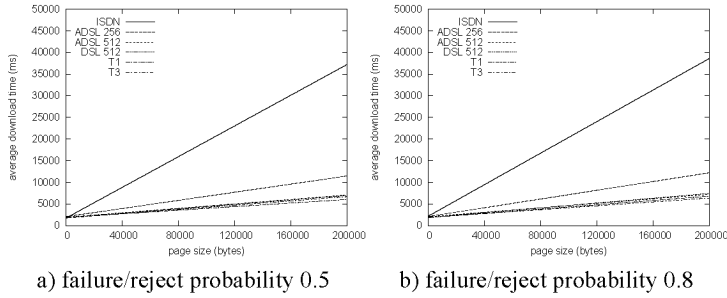 50000
45000
40000
35000
30000
25000
20000
15000
10000
5000
0
average download time (ms)
ISDN
ADSL 256
ADSL 512
DSL 512
T1
T3
0 40000 80000 120000 160000 200000
page size (bytes)
a) failure/reject probability 0.5
50000
45000
40000
35000
30000
25000
20000
15000
10000
5000
0
average download time (ms)
ISDN
ADSL 256
ADSL 512
DSL 512
T1
T3
0 40000 80000 120000 160000 200000
page size (bytes)
b) failure/reject probability 0.8